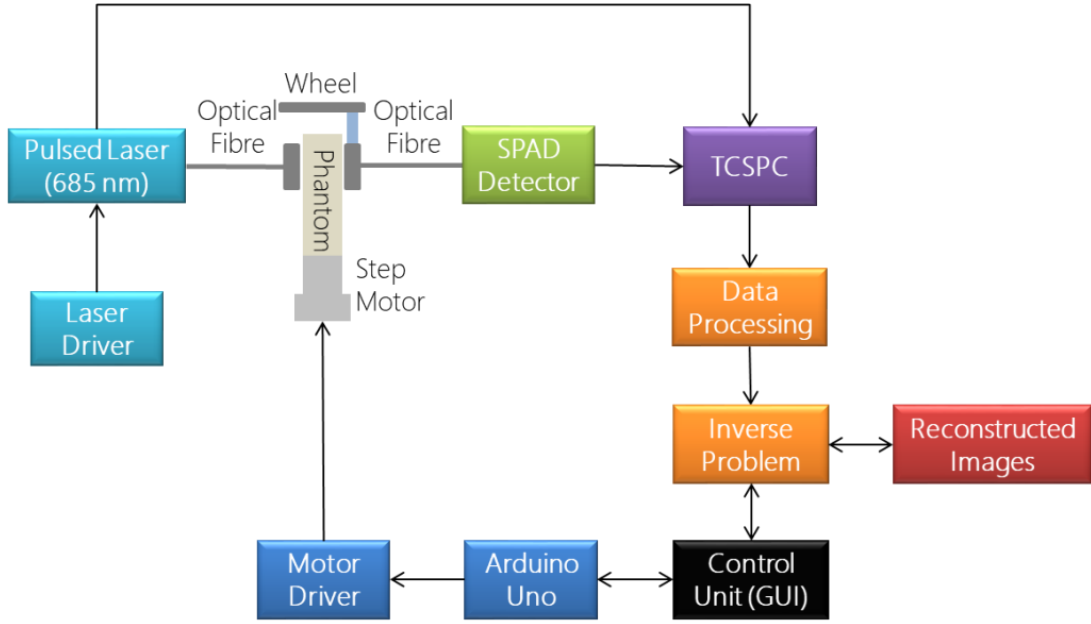 Wheel
Optical
Fibre
Optical
Fibre
Pulsed Laser
(685 nm)
Phantom
SPAD
Detector
TCSPC
Step
Motor
Laser
Driver
Data
Processing
Inverse
Problem
Reconstructed
Images
Motor
Driver
Arduino
Uno
Control
Unit (GUI)